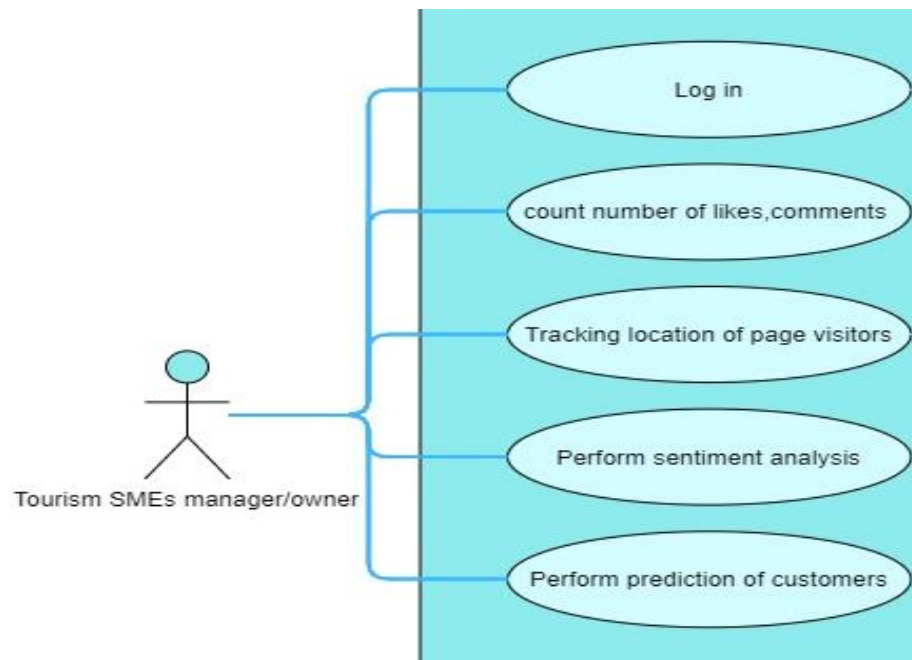 Log in
count number of likes,comments
Tracking location of page visitors
Perform sentiment analysis
Tourism SMEs manager/owner
Perform prediction of customers